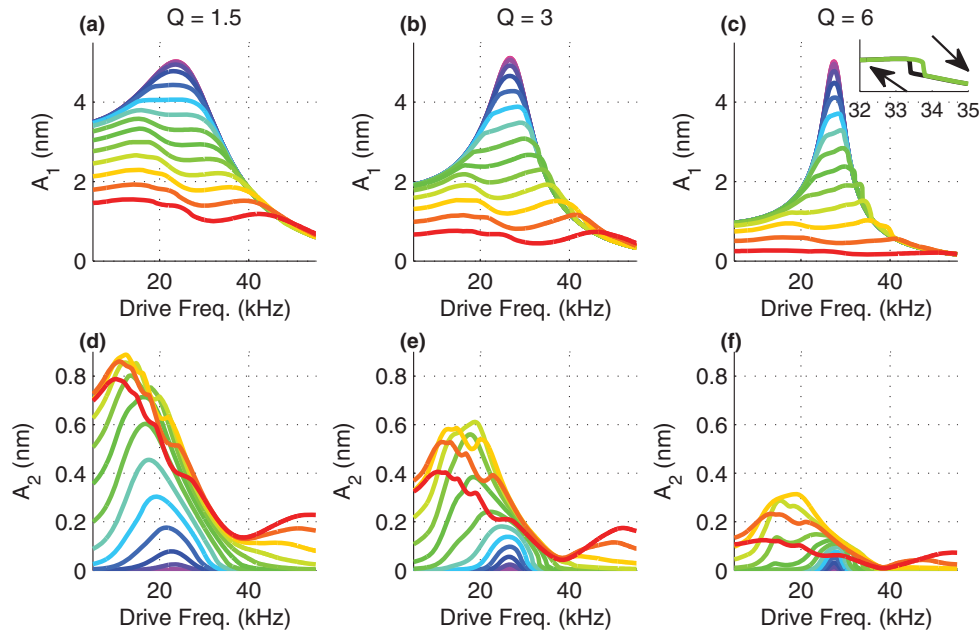 Q = 1.5
Q = 3
Q = 6
(a)
(b)
(c)
A1 (nm)
4
2
0
20
40
Drive Freq. (kHz)
A1 (nm)
4
2
0
20
40
Drive Freq. (kHz)
A1 (nm)
4
2
0
20
40
Drive Freq. (kHz)
32 33 34 35
(d)
(e)
(f)
A2 (nm)
0.8
0.6
0.4
0.2
0
20
40
Drive Freq. (kHz)
A2 (nm)
0.8
0.6
0.4
0.2
0
20
40
Drive Freq. (kHz)
A2 (nm)
0.8
0.6
0.4
0.2
0
20
40
Drive Freq. (kHz)